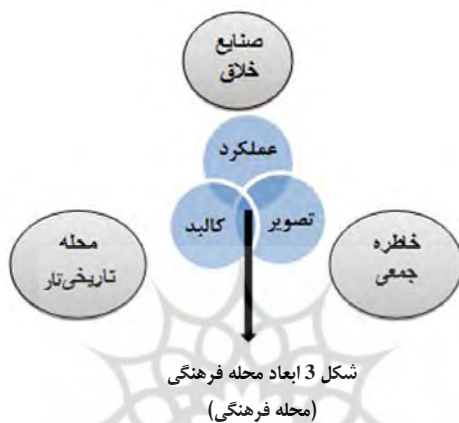 صنایع
خلاق
عملکرد
تصویر
کالبد
خاطره
جمعی
محله
تاریخی‌تار
شکل 3 ابعاد محله فرهنگی
(محله فرهنگی)